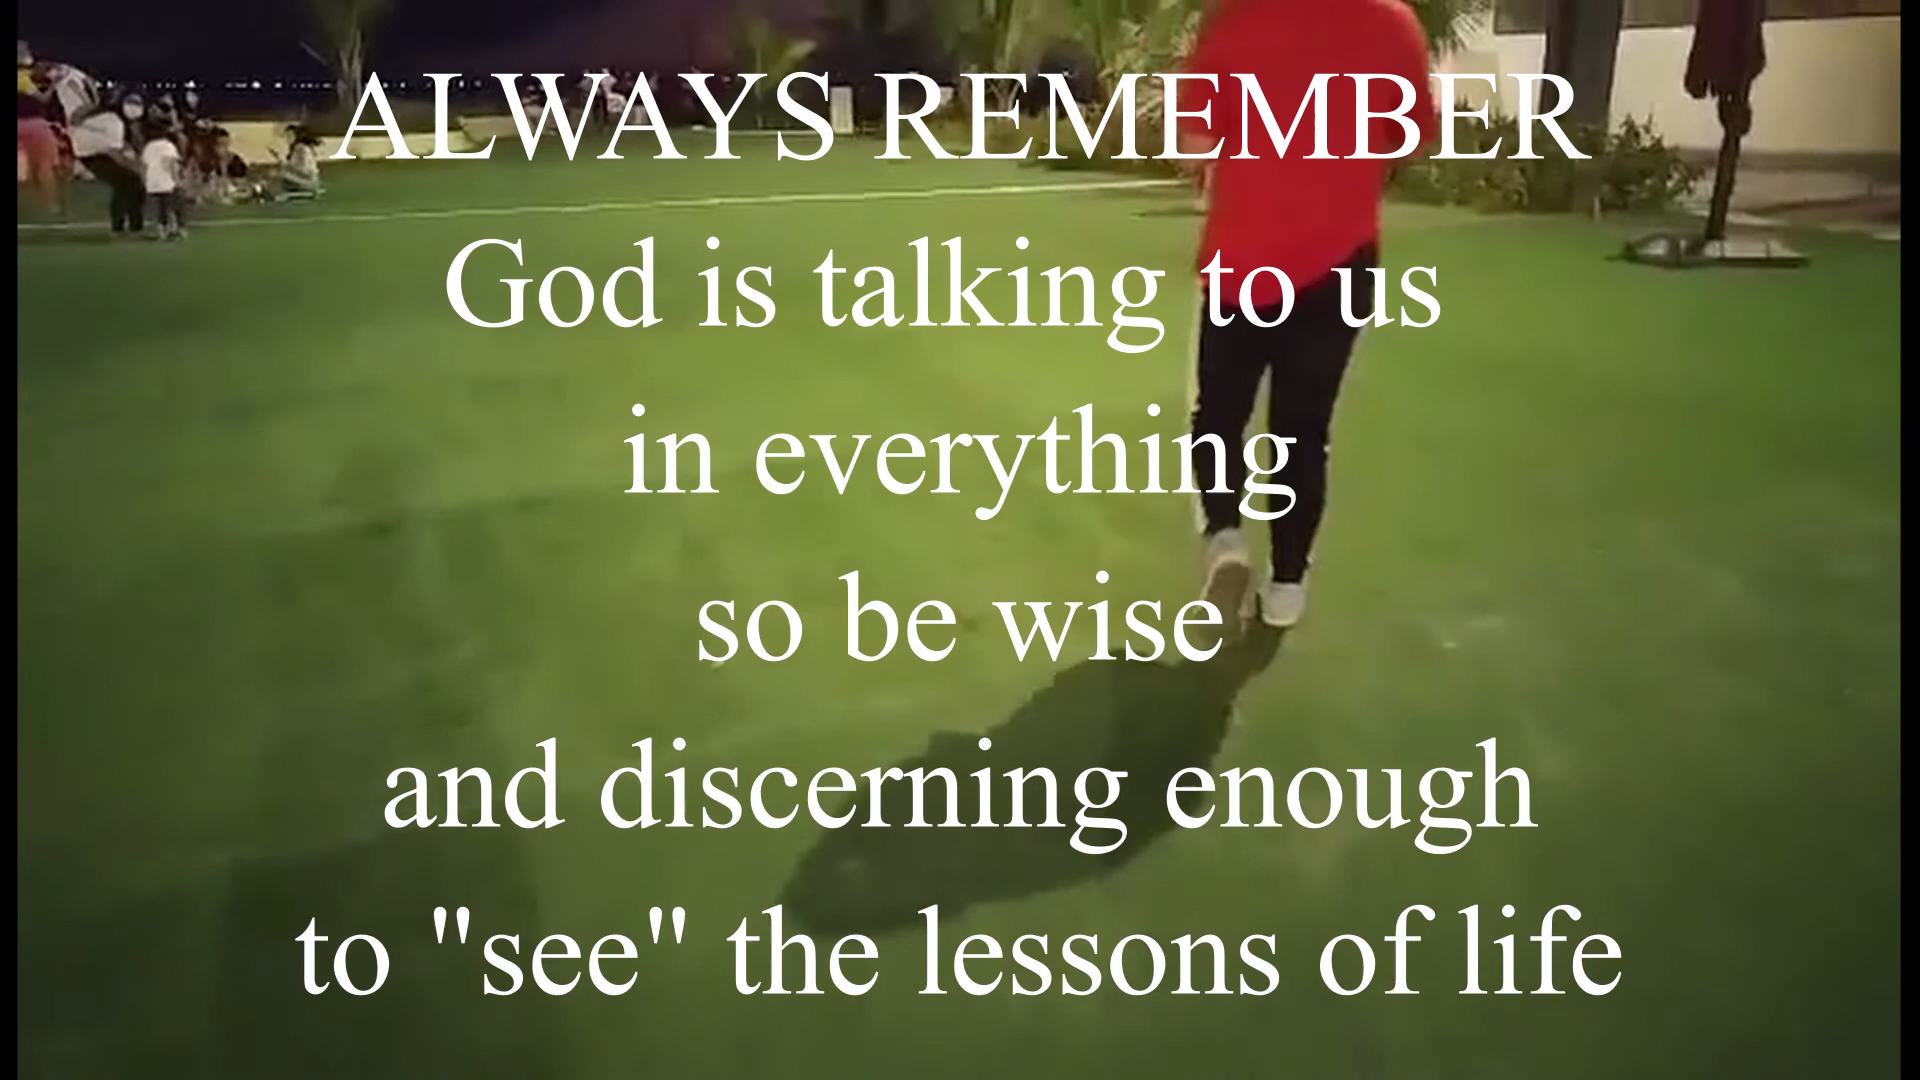 ALWAYS REMEMBER
God is talking to us
in everything
so be wise
and discerning enough
to "see" the lessons of life